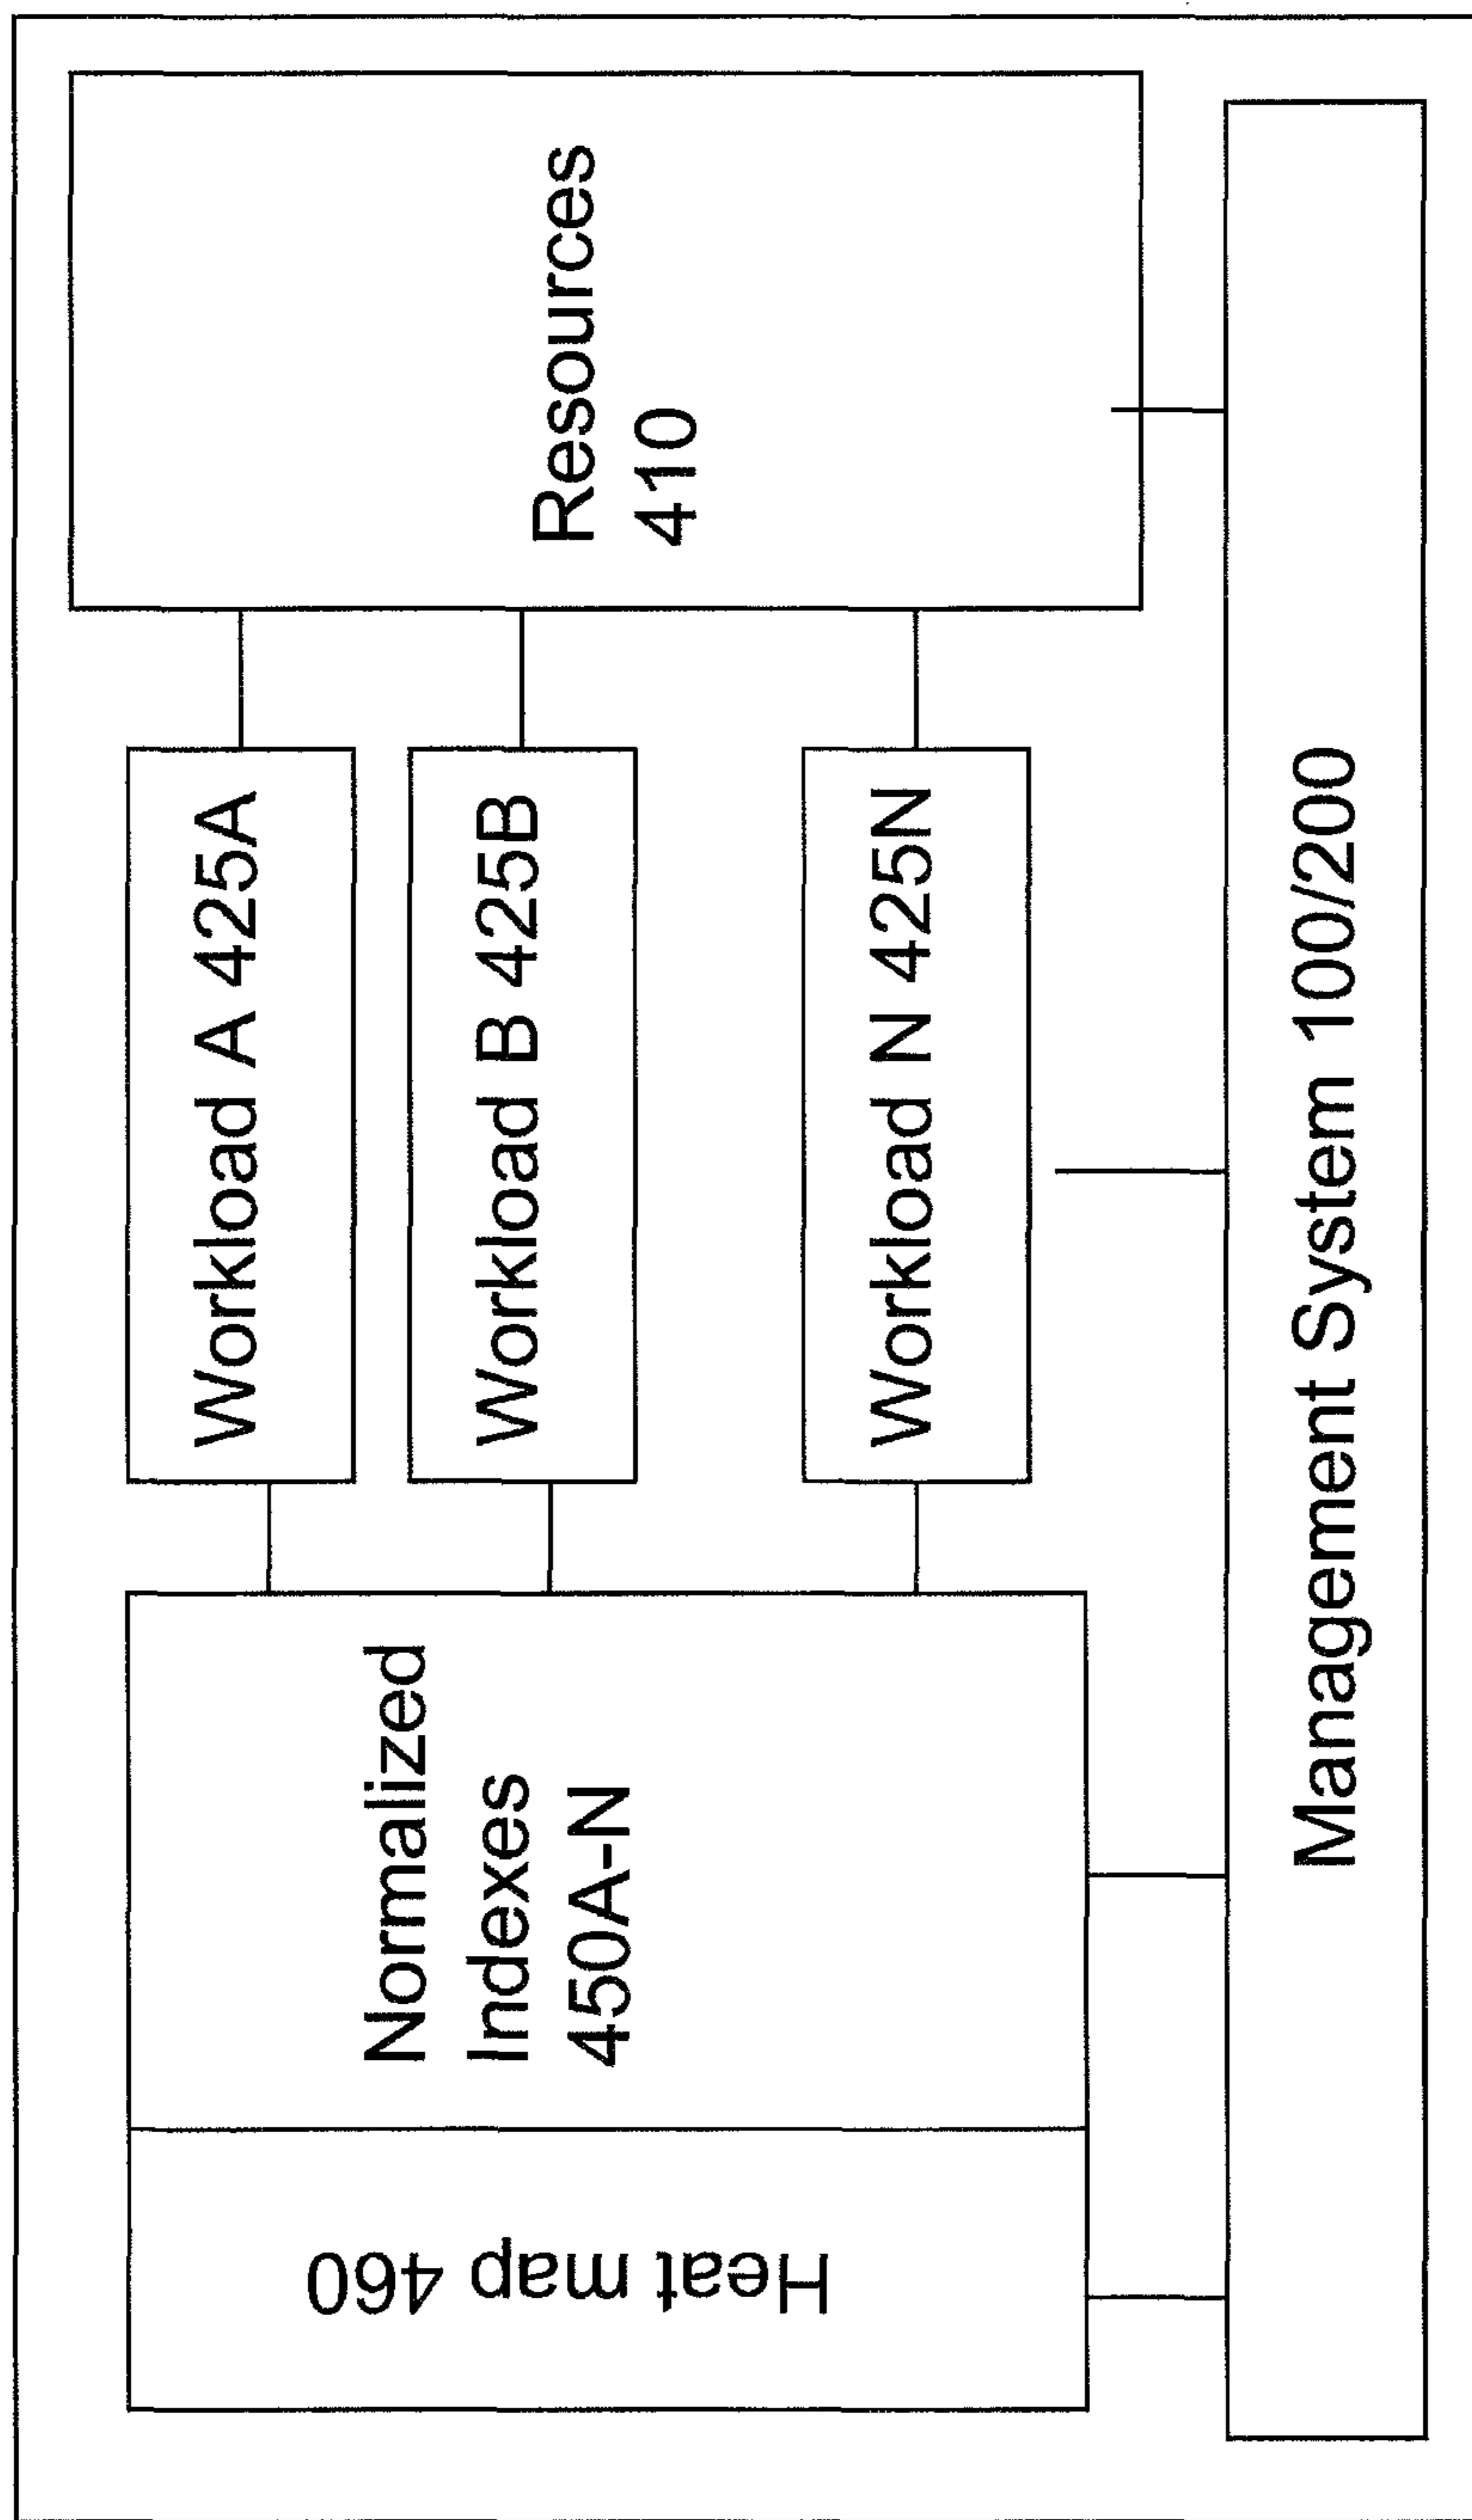 Heat map 460
Normalized
Indexes
450A-N
Workload A 425A
Workload B 425B
Workload N 425N
Resources
410
Management System 100/200